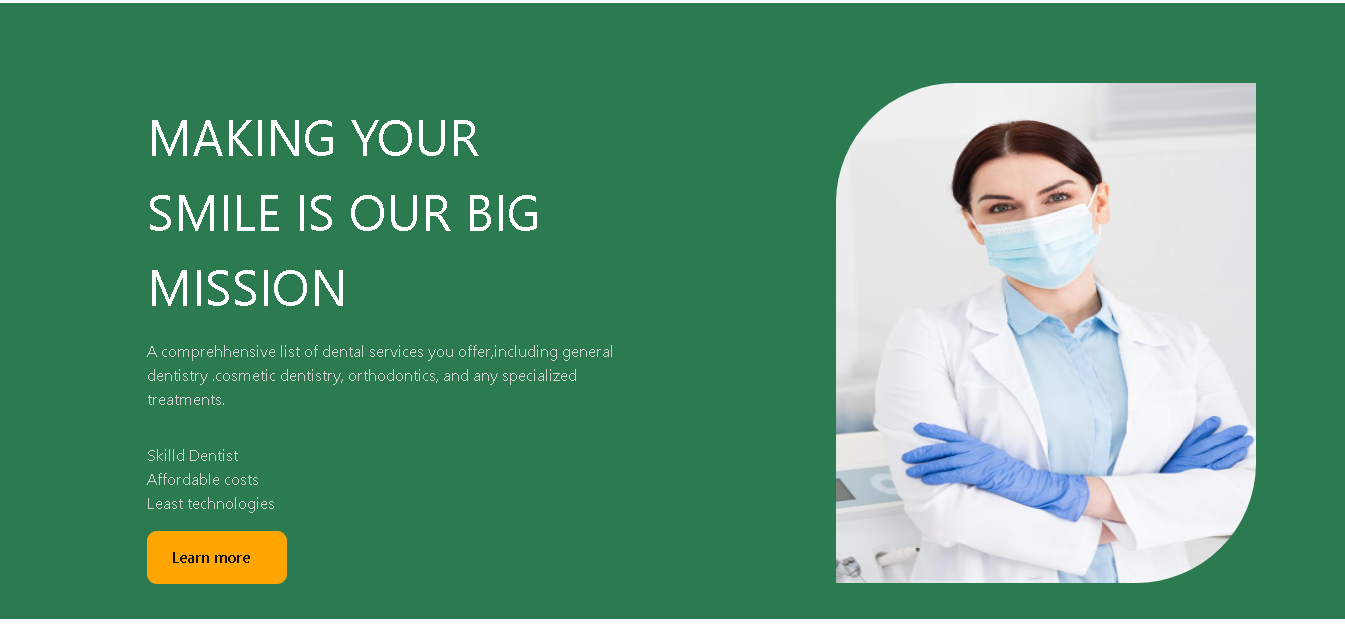 MAKING YOUR
SMILE IS OUR BIG
MISSION
A comprehhensive list of dental services you offer,including general
dentistry .cosmetic dentistry, orthodontics, and any specialized
treatments.
Skilld Dentist
Affordable costs
Least technologies
Learn more